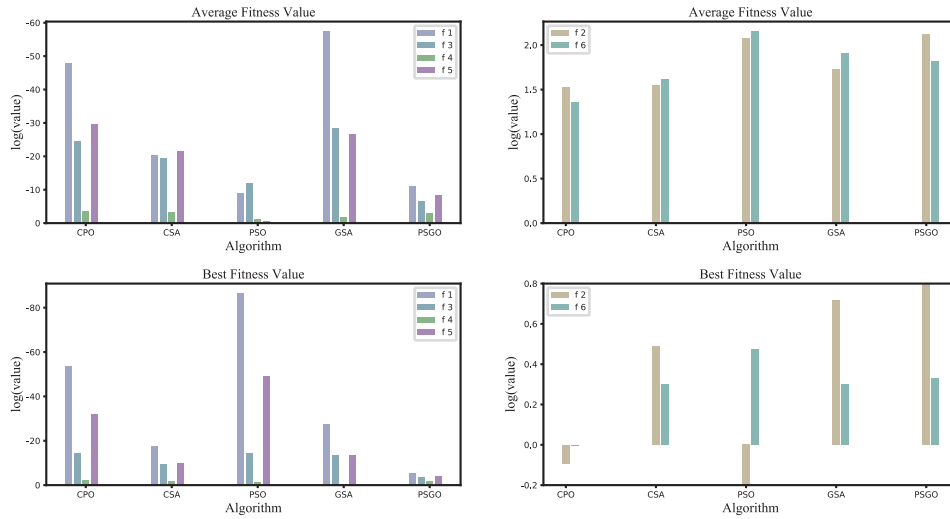 Average Fitness Value
-60
-50
-40
-30
-20
-10
0
log(value)
f 1
f 3
f 4
f 5
CPO CSA PSO GSA PSGO
Algorithm
Average Fitness Value
2.0
1.5
1.0
0.5
0.0
log(value)
f 2
f 6
CPO CSA PSO GSA PSGO
Algorithm
Best Fitness Value
-80
-60
-40
-20
0
log(value)
f 1
f 3
f 4
f 5
CPO CSA PSO GSA PSGO
Algorithm
Best Fitness Value
0.8
0.6
0.4
0.2
0.0
-0.2
log(value)
f 2
f 6
CPO CSA PSO GSA PSGO
Algorithm